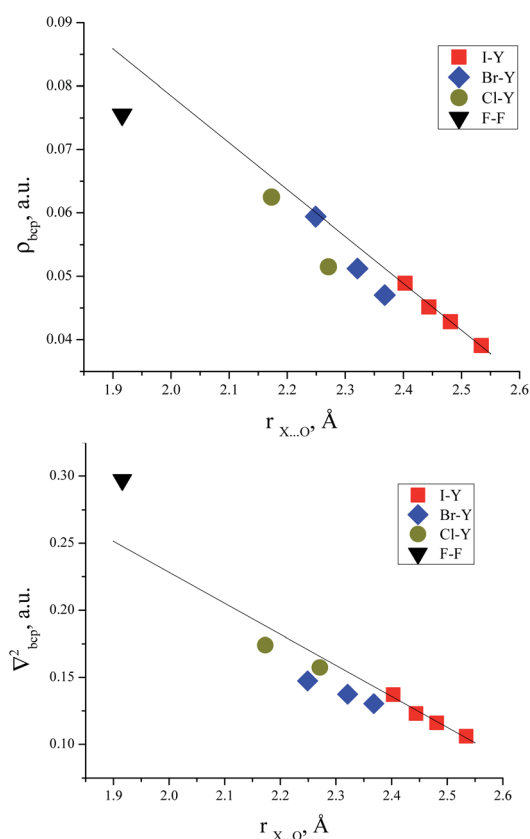 0.09
0.08
0.07
0.06
0.05
0.04
ρbcp, a.u.
I-Y
Br-Y
Cl-Y
F-F
1.9 2.0 2.1 2.2 2.3 2.4 2.5 2.6
r X...O, Å
0.30
0.25
0.20
0.15
0.10
∇²bcp, a.u.
I-Y
Br-Y
Cl-Y
F-F
1.9 2.0 2.1 2.2 2.3 2.4 2.5 2.6
r X...O, Å